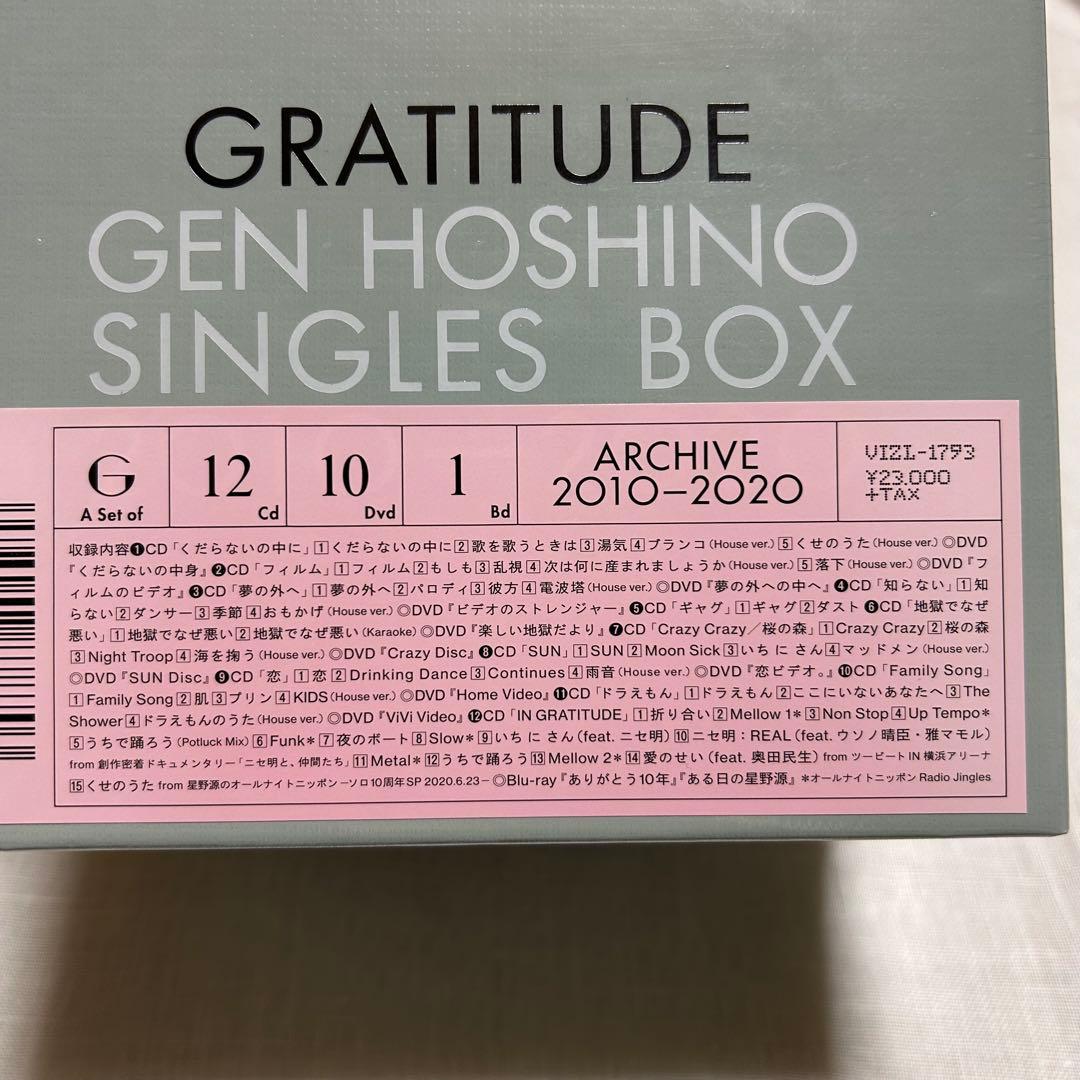 GRATITUDE
GEN HOSHINO
SINGLES BOX
G A Set of
12 Cd
10 Dvd
1 Bd
ARCHIVE
2010–2020
VIZL-1793
¥23.000
+TAX
収録内容❶CD「くだらないの中に」1くだらないの中に2歌を歌うときは3湯気4ブランコ(House ver.)5くせのうた(House ver.)◎DVD
『くだらないの中身』❷CD「フィルム」1フィルム2もしも3乱視4次は何に産まれましょうか(House ver.)5落下(House ver.)◎DVD『フ
ィルムのビデオ』❸CD「夢の外へ」1夢の外へ2パロディ3彼方4電波塔(House ver.)◎DVD『夢の外への中へ』❹CD「知らない」1知
らない2ダンサー3季節4おもかげ(House ver.)◎DVD『ビデオのストレンジャー』❺CD「ギャグ」1ギャグ2ダスト❻CD「地獄でなぜ
悪い」1地獄でなぜ悪い2地獄でなぜ悪い(Karaoke)◎DVD『楽しい地獄だより』❼CD「Crazy Crazy／桜の森」1Crazy Crazy2桜の森
3Night Troop4海を掬う(House ver.)◎DVD『Crazy Disc』❽CD「SUN」1SUN2Moon Sick3いち に さん4マッドメン(House ver.)
◎DVD『SUN Disc』❾CD「恋」1恋2Drinking Dance3Continues4雨音(House ver.)◎DVD『恋ビデオ。』❿CD「Family Song」
1Family Song2肌3プリン4KIDS(House ver.)◎DVD『Home Video』⓫CD「ドラえもん」1ドラえもん2ここにいないあなたへ3The
Shower4ドラえもんのうた(House ver.)◎DVD『ViVi Video』⓬CD「IN GRATITUDE」1折り合い2Mellow 1＊3Non Stop4Up Tempo＊
5うちで踊ろう(Potluck Mix)6Funk＊7夜のボート8Slow＊9いち に さん(feat. ニセ明)10ニセ明：REAL(feat. ウソノ晴臣・雅マモル)
from 創作密着ドキュメンタリー「ニセ明と、仲間たち」11Metal＊12うちで踊ろう13Mellow 2＊14愛のせい(feat. 奥田民生)from ツービートIN 横浜アリーナ
15くせのうた from 星野源のオールナイトニッポン−ソロ10周年SP 2020.6.23−◎Blu-ray『ありがとう10年』『ある日の星野源』＊オールナイトニッポン Radio Jingles